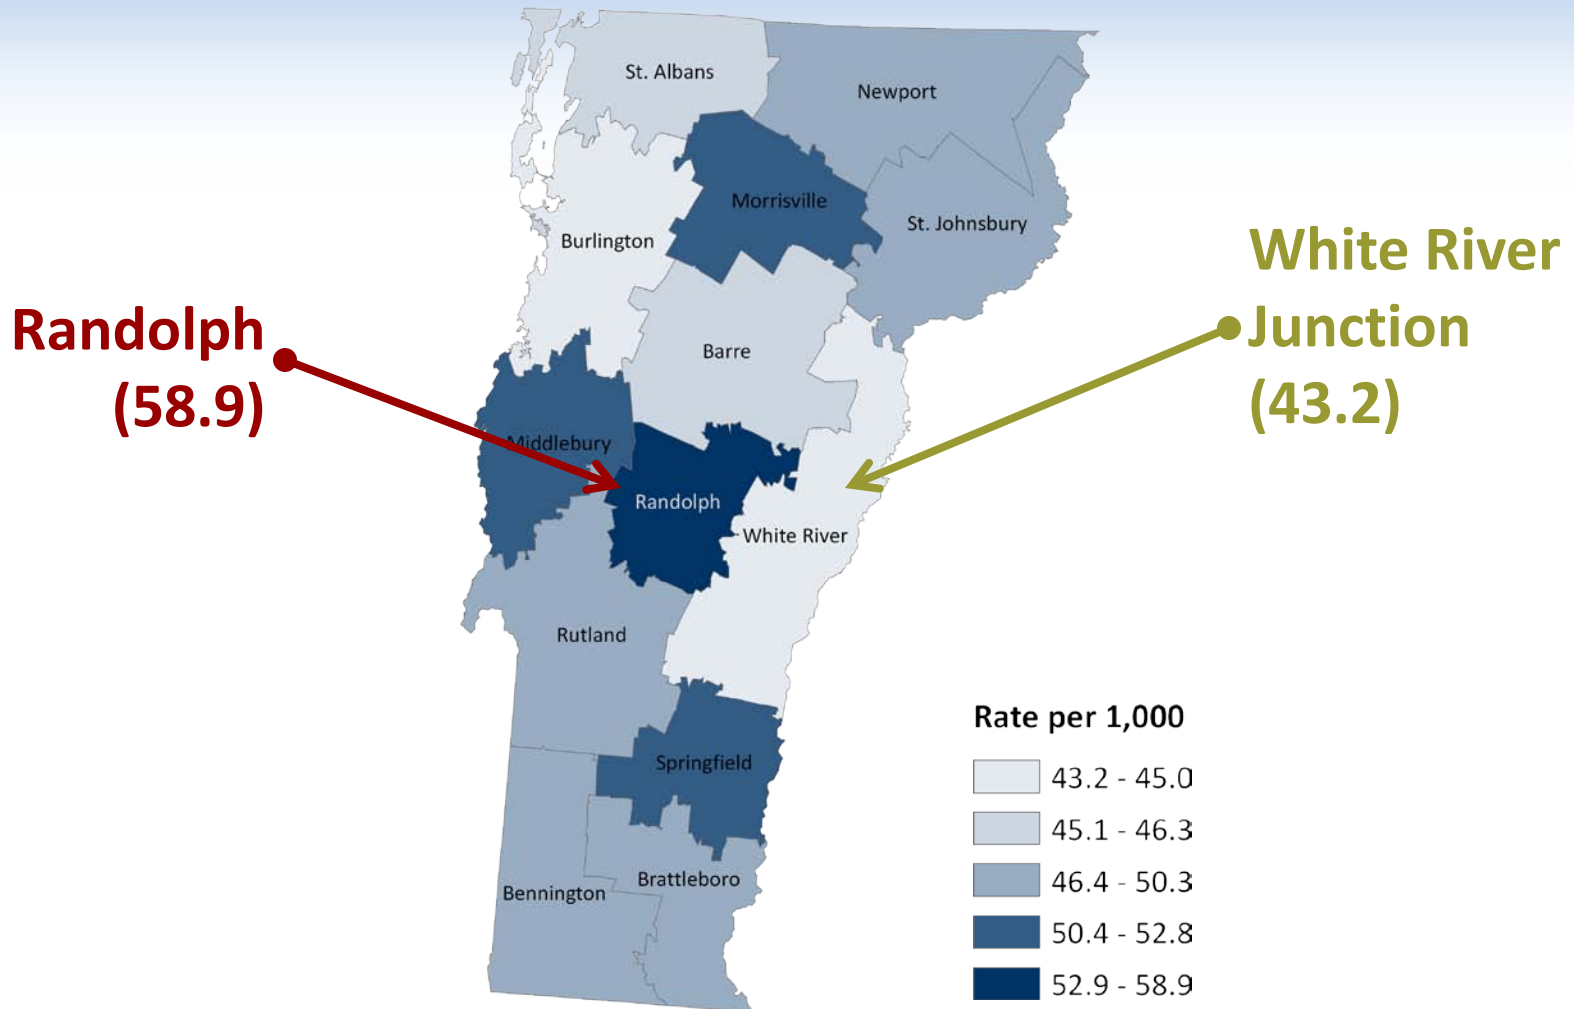 St. Albans
Newport
Morrisville
St. Johnsbury
Burlington
White River
Junction
(43.2)
Randolph
(58.9)
Barre
Middlebury
Randolph
White River
Rutland
Springfield
Brattleboro
Bennington
Rate per 1,000
43.2 - 45.0
45.1 - 46.3
46.4 - 50.3
50.4 - 52.8
52.9 - 58.9